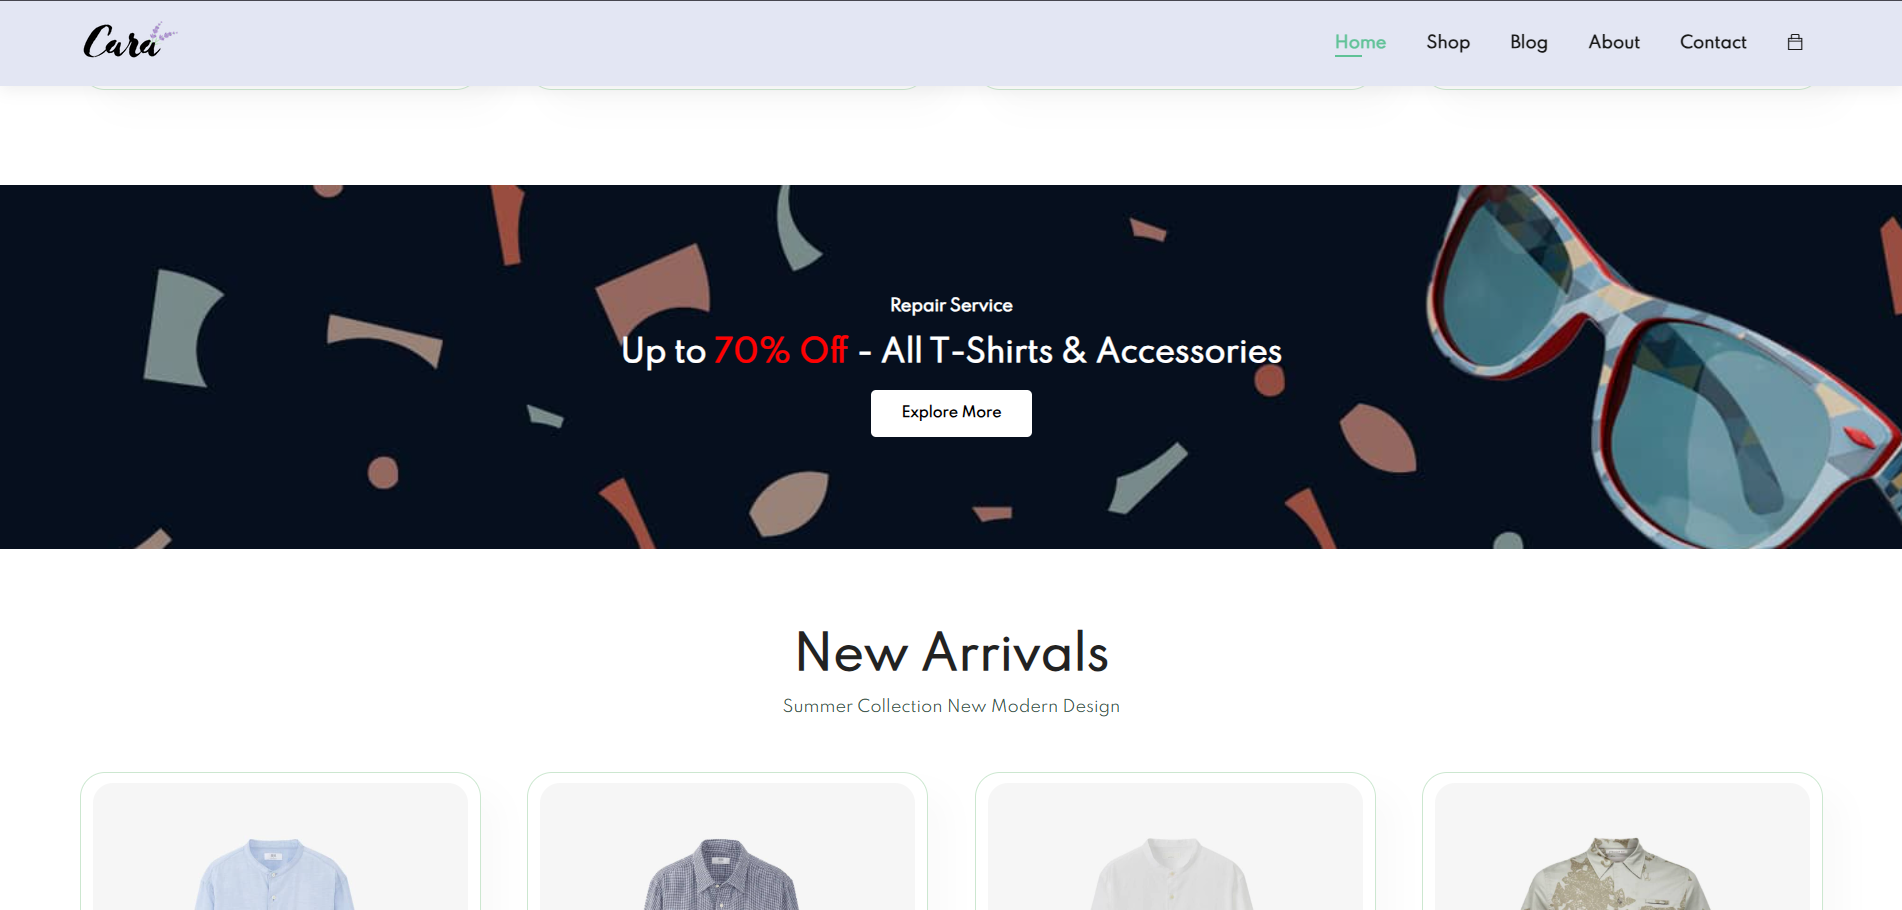 Cara
Home Shop Blog About Contact
Repair Service
Up to 70% Off - All T-Shirts & Accessories
Explore More
New Arrivals
Summer Collection New Modern Design